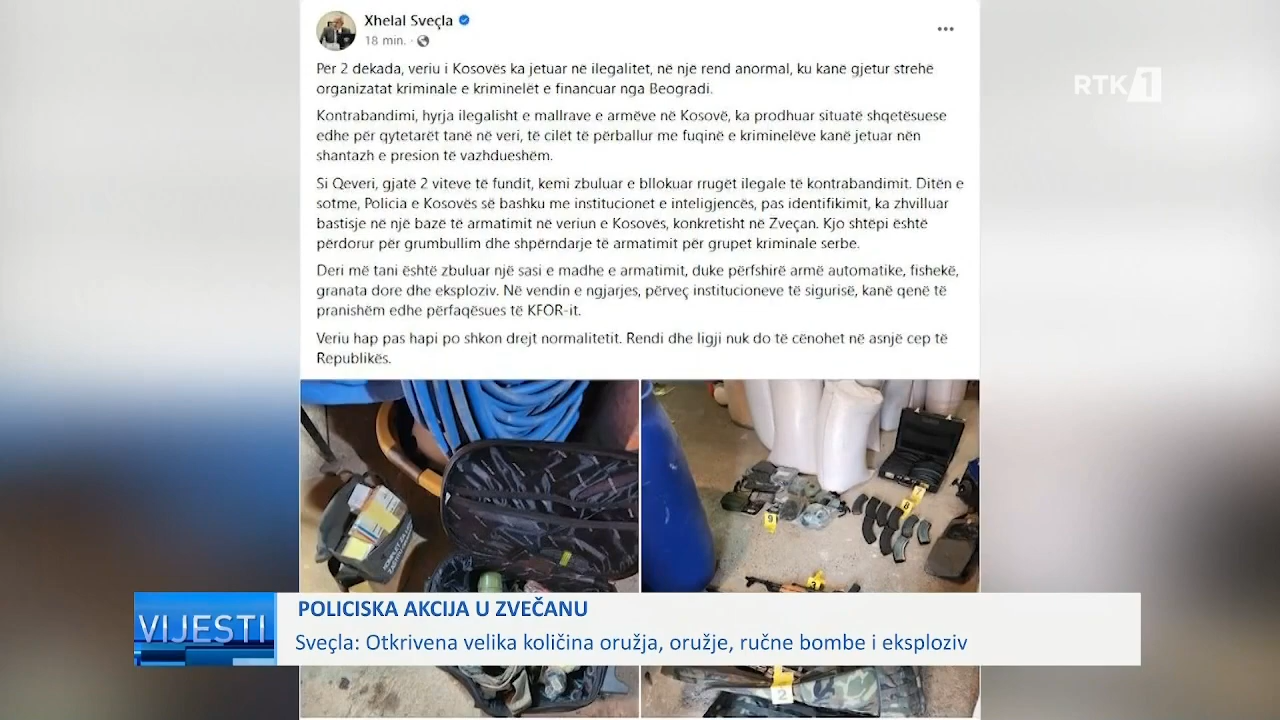 Xhelal Sveçla
18 min. ·
RTK 1
Për 2 dekada, veriu i Kosovës ka jetuar në ilegalitet, në një rend anormal, ku kanë gjetur strehë
organizatat kriminale e kriminelët e financuar nga Beogradi.
Kontrabandimi, hyrja ilegalisht e mallrave e armëve në Kosovë, ka prodhuar situatë shqetësuese
edhe për qytetarët tanë në veri, të cilët të përballur me fuqinë e kriminelëve kanë jetuar nën
shantazh e presion të vazhdueshëm.
Si Qeveri, gjatë 2 viteve të fundit, kemi zbuluar e bllokuar rrugët ilegale të kontrabandimit. Ditën e
sotme, Policia e Kosovës së bashku me institucionet e inteligjencës, pas identifikimit, ka zhvilluar
bastisje në një bazë të armatimit në veriun e Kosovës, konkretisht në Zveçan. Kjo shtëpi është
përdorur për grumbullim dhe shpërndarje të armatimit për grupet kriminale serbe.
Deri më tani është zbuluar një sasi e madhe e armatimit, duke përfshirë armë automatike, fishekë,
granata dore dhe eksploziv. Në vendin e ngjarjes, përveç institucioneve të sigurisë, kanë qenë të
pranishëm edhe përfaqësues të KFOR-it.
Veriu hap pas hapi po shkon drejt normalitetit. Rendi dhe ligji nuk do të cënohet në asnjë cep të
Republikës.
9
8
3
2
VIJESTI
POLICISKA AKCIJA U ZVEČANU
Sveçla: Otkrivena velika količina oružja, oružje, ručne bombe i eksploziv